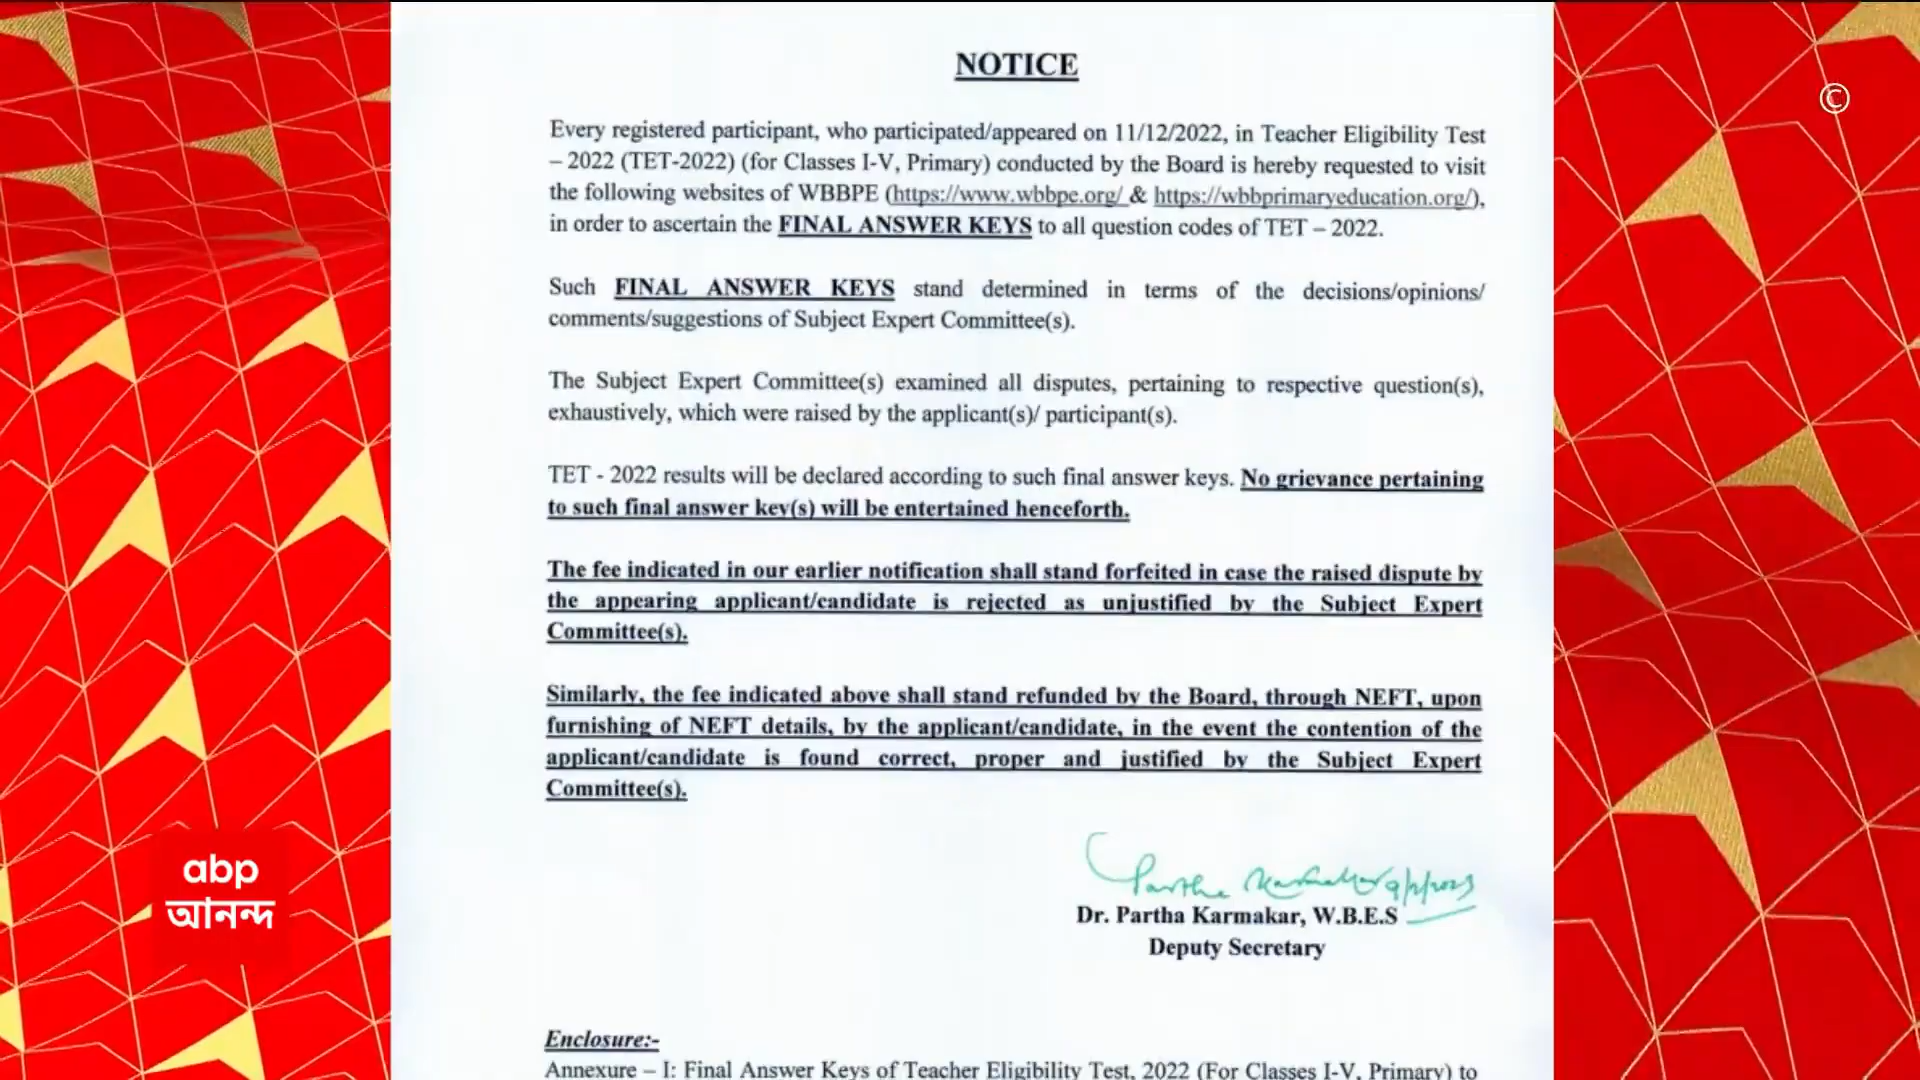 NOTICE
Every registered participant, who participated/appeared on 11/12/2022, in Teacher Eligibility Test
– 2022 (TET-2022) (for Classes I-V, Primary) conducted by the Board is hereby requested to visit
the following websites of WBBPE (https://www.wbbpe.org/ & https://wbbprimaryeducation.org/),
in order to ascertain the FINAL ANSWER KEYS to all question codes of TET – 2022.
Such FINAL ANSWER KEYS stand determined in terms of the decisions/opinions/
comments/suggestions of Subject Expert Committee(s).
The Subject Expert Committee(s) examined all disputes, pertaining to respective question(s),
exhaustively, which were raised by the applicant(s)/ participant(s).
TET - 2022 results will be declared according to such final answer keys. No grievance pertaining
to such final answer key(s) will be entertained henceforth.
The fee indicated in our earlier notification shall stand forfeited in case the raised dispute by
the appearing applicant/candidate is rejected as unjustified by the Subject Expert
Committee(s).
Similarly, the fee indicated above shall stand refunded by the Board, through NEFT, upon
furnishing of NEFT details, by the applicant/candidate, in the event the contention of the
applicant/candidate is found correct, proper and justified by the Subject Expert
Committee(s).
Partha Karmakar 9/2/2023
Dr. Partha Karmakar, W.B.E.S
Deputy Secretary
Enclosure:-
Annexure – I: Final Answer Keys of Teacher Eligibility Test, 2022 (For Classes I-V, Primary) to
abp
আনন্দ
©